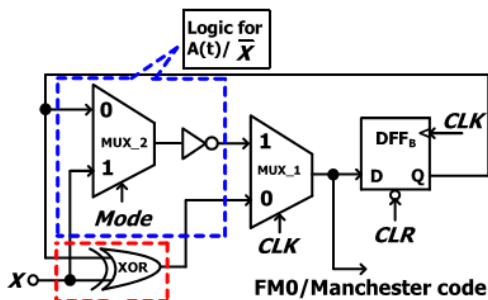 Logic for
A(t)/ X̅
0
MUX_2
1
Mode
1
MUX_1
0
CLK
DFF_B
CLK
D
Q
CLR
X
XOR
FM0/Manchester code